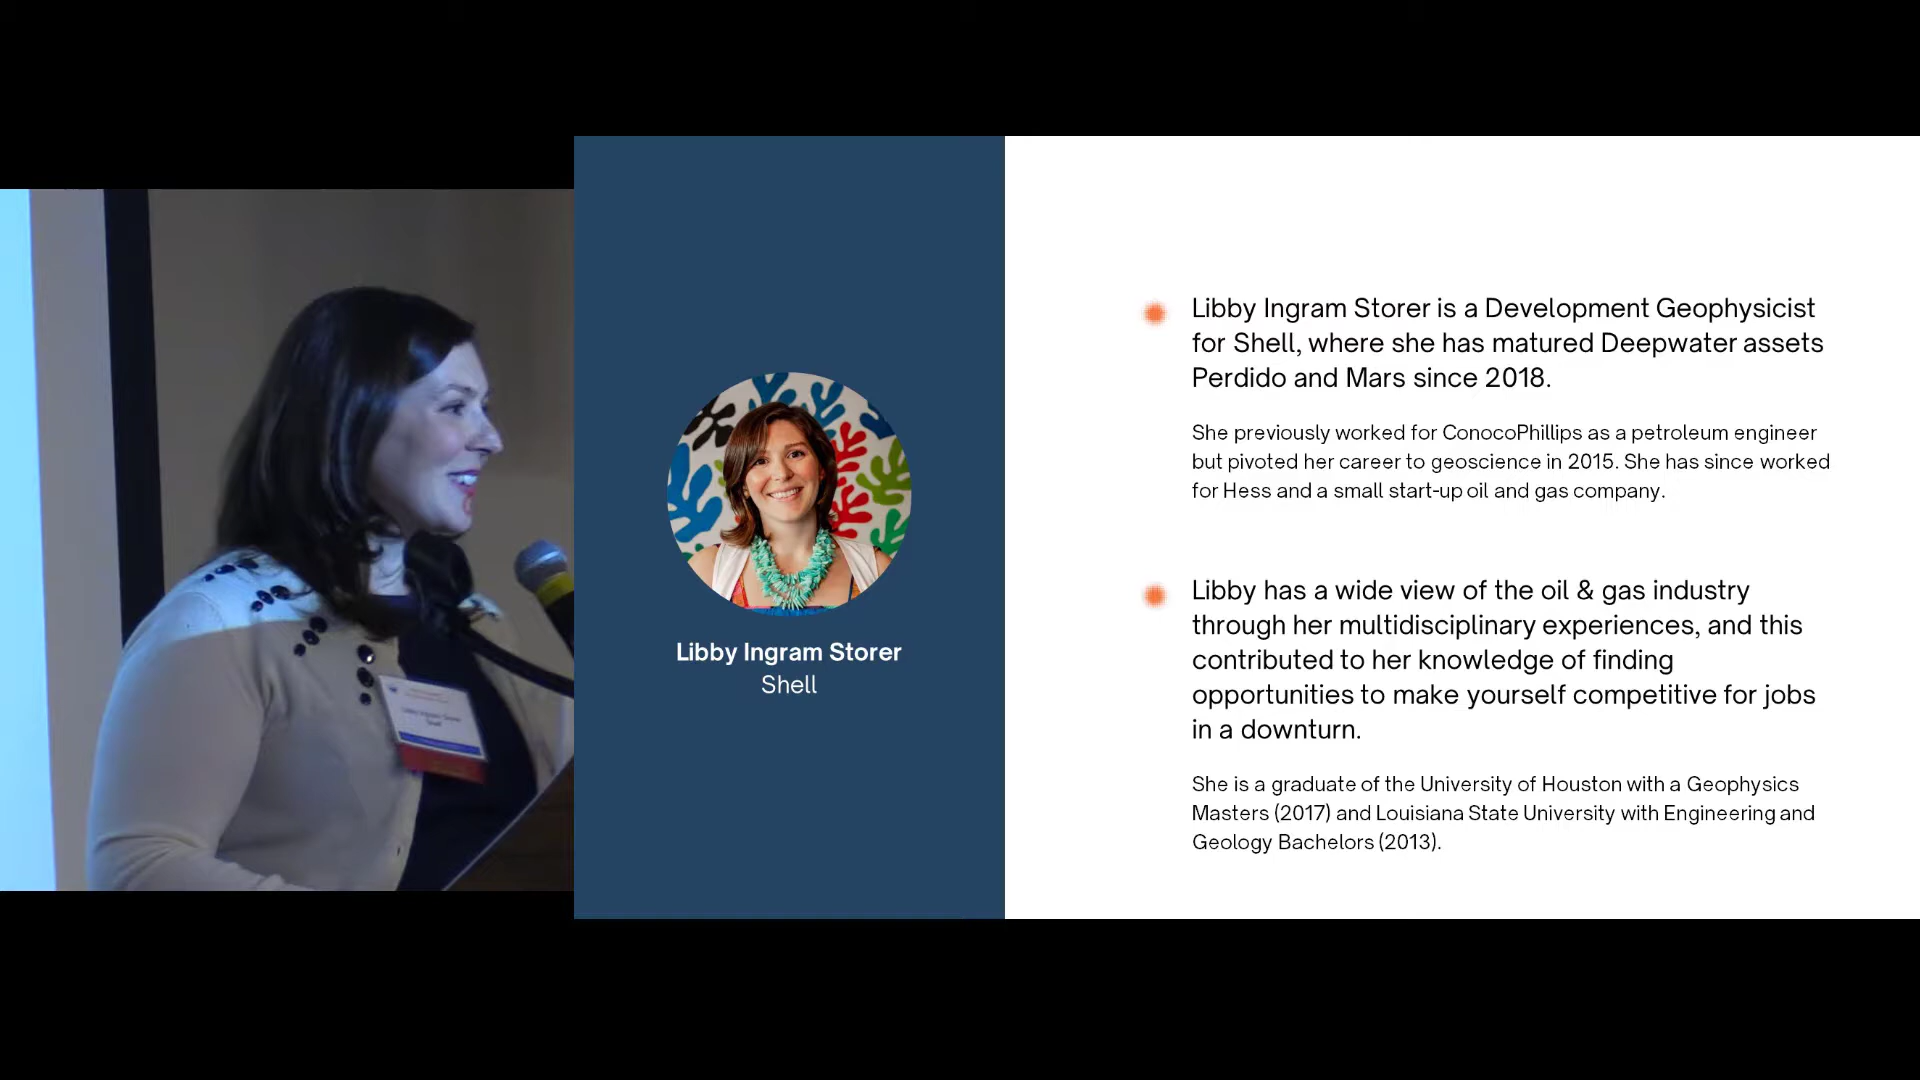 Libby Ingram Storer
Shell
Libby Ingram Storer is a Development Geophysicist
for Shell, where she has matured Deepwater assets
Perdido and Mars since 2018.
She previously worked for ConocoPhillips as a petroleum engineer
but pivoted her career to geoscience in 2015. She has since worked
for Hess and a small start-up oil and gas company.
Libby has a wide view of the oil & gas industry
through her multidisciplinary experiences, and this
contributed to her knowledge of finding
opportunities to make yourself competitive for jobs
in a downturn.
She is a graduate of the University of Houston with a Geophysics
Masters (2017) and Louisiana State University with Engineering and
Geology Bachelors (2013).